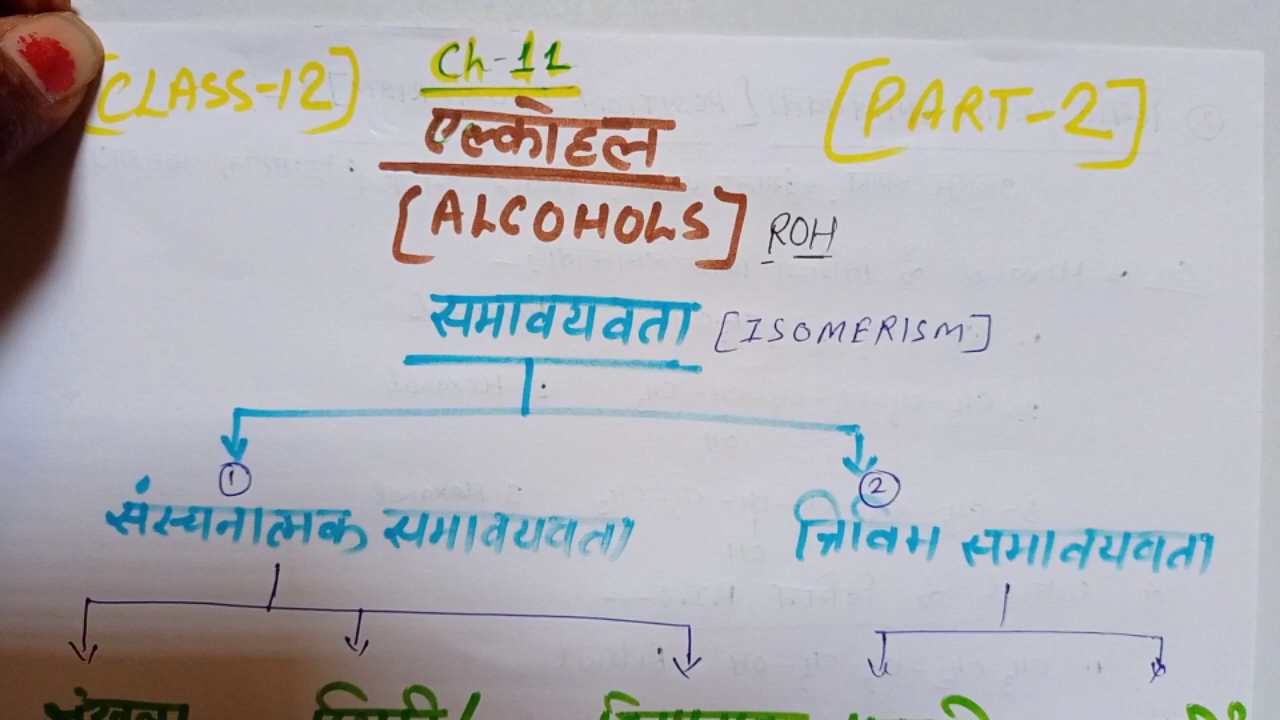 Ch-11
[CLASS-12] [PART-2]
एल्कोहल
[ALCOHOLS] ROH
समावयवता [ISOMERISM]
① ②
संरचनात्मक समावयवता त्रिविम समावयवता